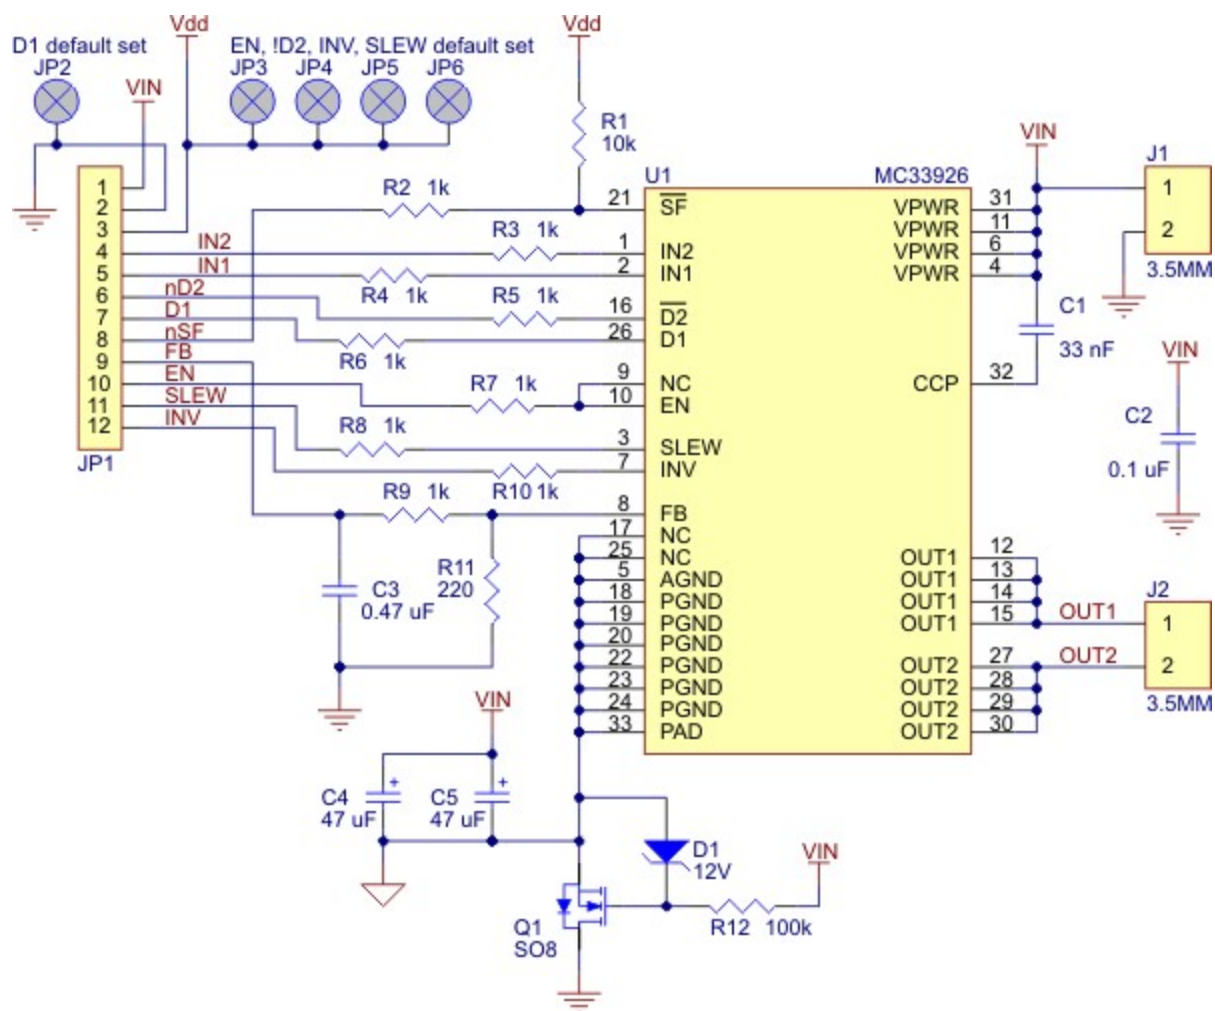 Vdd
Vdd
D1 default set
EN, !D2, INV, SLEW default set
JP2
JP3
JP4
JP5
JP6
VIN
R1
10k
1
2
3
4
5
6
7
8
9
10
11
12
JP1
IN2
IN1
nD2
D1
nSF
FB
EN
SLEW
INV
R2 1k
R3 1k
R4 1k
R5 1k
R6 1k
R7 1k
R8 1k
R10 1k
R9 1k
R11
220
C3
0.47 uF
U1
MC33926
21 SF
1 IN2
2 IN1
16 D2
26 D1
9 NC
10 EN
3 SLEW
7 INV
8 FB
17 NC
25 NC
5 AGND
18 PGND
19 PGND
20 PGND
22 PGND
23 PGND
24 PGND
33 PAD
VPWR 31
VPWR 11
VPWR 6
VPWR 4
CCP 32
OUT1 12
OUT1 13
OUT1 14
OUT1 15
OUT2 27
OUT2 28
OUT2 29
OUT2 30
VIN
J1
1
2
3.5MM
C1
33 nF
VIN
C2
0.1 uF
OUT1
OUT2
J2
1
2
3.5MM
VIN
C4
47 uF
+
C5
47 uF
+
D1
12V
VIN
R12 100k
Q1
SO8